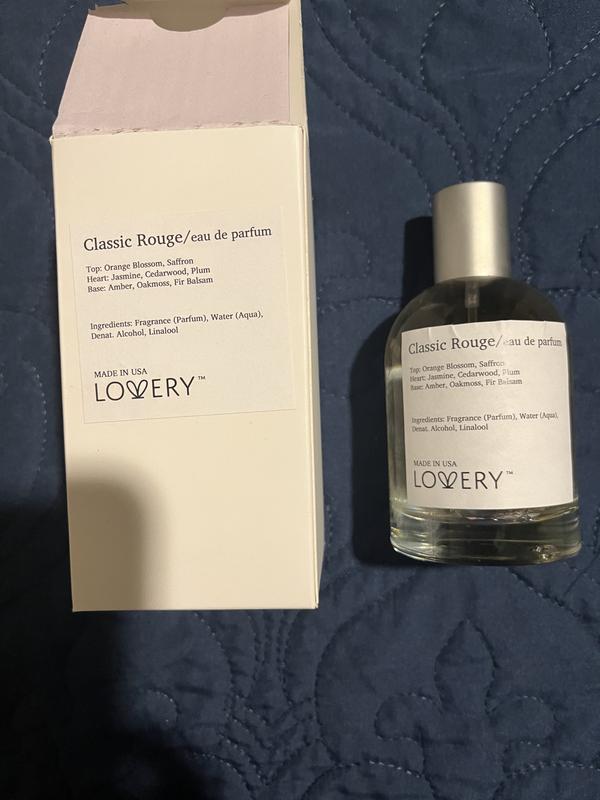 Classic Rouge/eau de parfum
Top: Orange Blossom, Saffron
Heart: Jasmine, Cedarwood, Plum
Base: Amber, Oakmoss, Fir Balsam
Ingredients: Fragrance (Parfum), Water (Aqua),
Denat. Alcohol, Linalool
MADE IN USA
LOVERY™
Classic Rouge/eau de parfum
Top: Orange Blossom, Saffron
Heart: Jasmine, Cedarwood, Plum
Base: Amber, Oakmoss, Fir Balsam
Ingredients: Fragrance (Parfum), Water (Aqua),
Denat. Alcohol, Linalool
MADE IN USA
LOVERY™